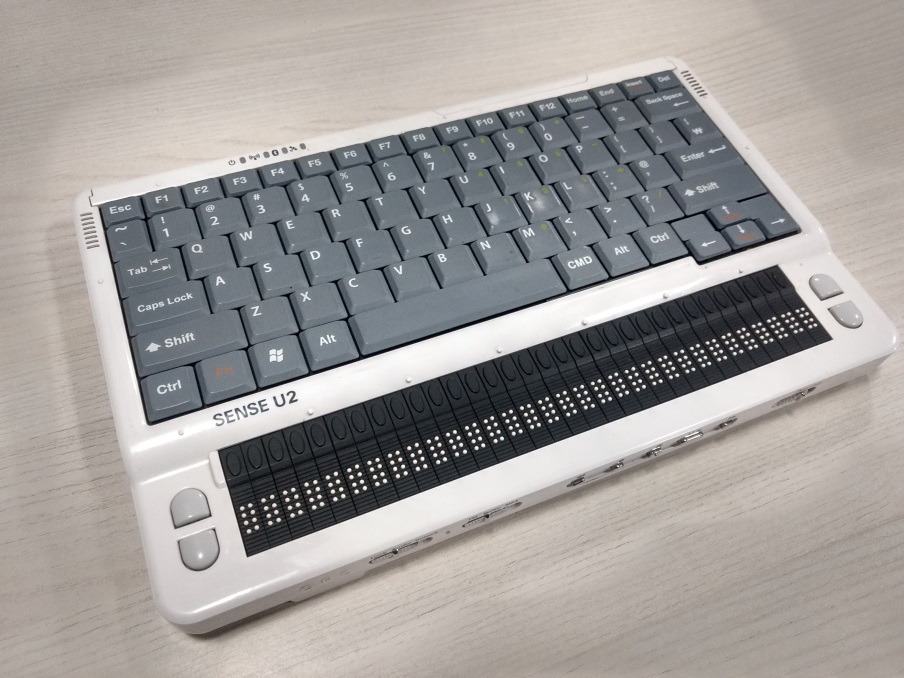 Esc F1 F2 F3 F4 F5 F6 F7 F8 F9 F10 F11 F12 Home End Insert Del
~ ` ! 1 @ 2 # 3 $ 4 % 5 ^ 6 & 7 * 8 ( 9 ) 0 _ - + = Back Space ←
Tab Q W E R T Y U I O P { [ } ] | ₩
Caps Lock A S D F G H J K L : ; @ ' Enter
Shift Z X C V B N M < , > . ? / Shift
Ctrl Fn Alt CMD Alt Ctrl ← ↑ ↓ →
SENSE U2